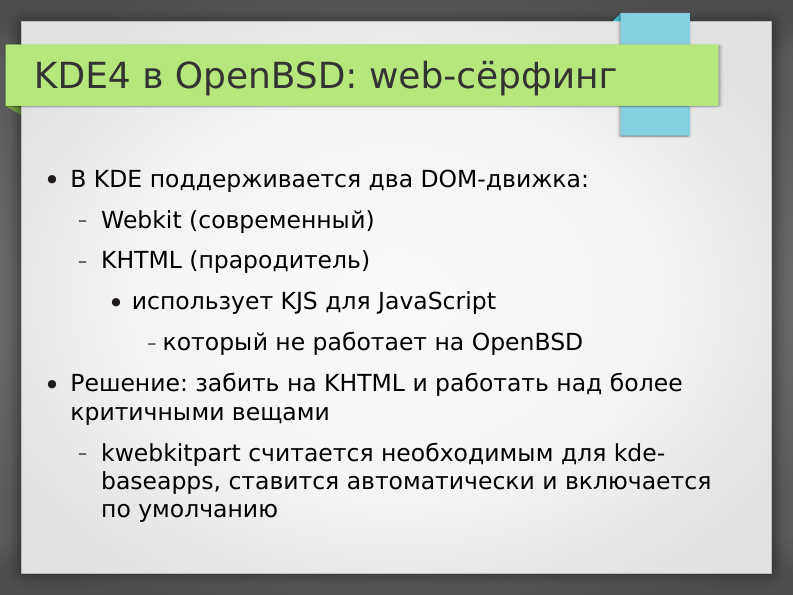 KDE4 в OpenBSD: web-сёрфинг
• В KDE поддерживается два DOM-движка:
– Webkit (современный)
– KHTML (прародитель)
• использует KJS для JavaScript
– который не работает на OpenBSD
• Решение: забить на KHTML и работать над более
критичными вещами
– kwebkitpart считается необходимым для kde-
baseapps, ставится автоматически и включается
по умолчанию